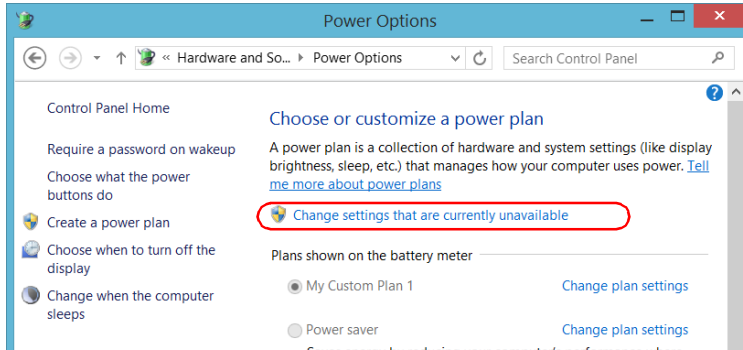 Power Options
« Hardware and So... Power Options
Search Control Panel
Control Panel Home
Require a password on wakeup
Choose what the power
buttons do
Create a power plan
Choose when to turn off the
display
Change when the computer
sleeps
Choose or customize a power plan
A power plan is a collection of hardware and system settings (like display
brightness, sleep, etc.) that manages how your computer uses power. Tell
me more about power plans
Change settings that are currently unavailable
Plans shown on the battery meter
My Custom Plan 1 Change plan settings
Power saver Change plan settings